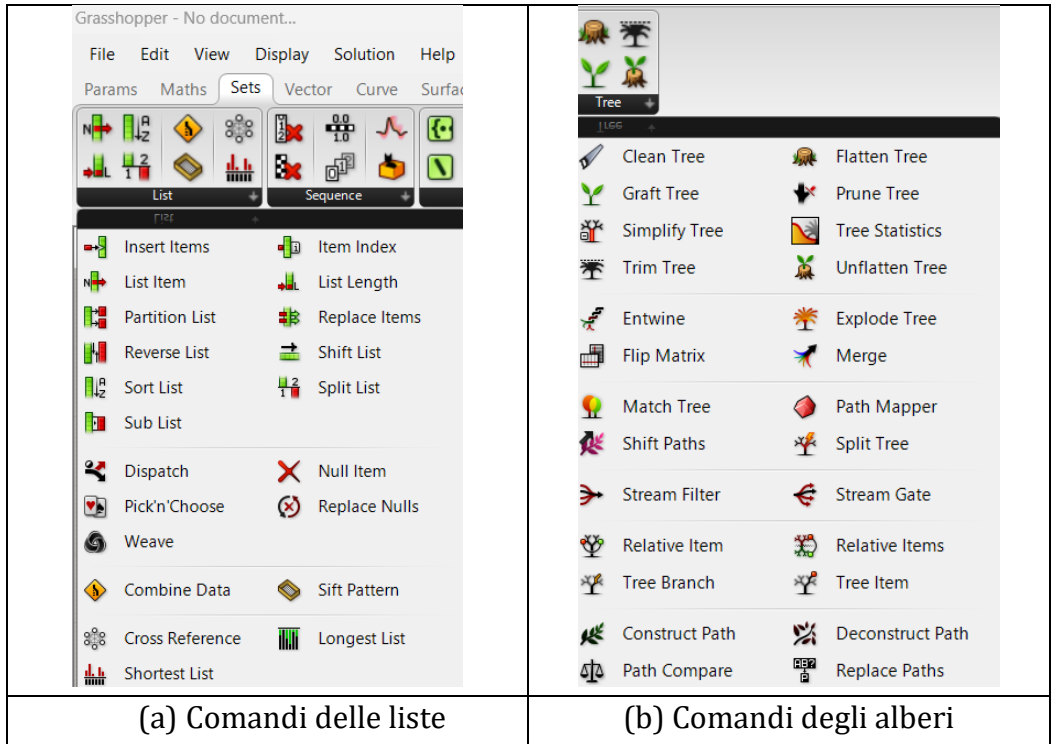 Grasshopper - No document...
File Edit View Display Solution Help
Params Maths Sets Vector Curve Surfac
List Sequence
List
Insert Items Item Index
List Item List Length
Partition List Replace Items
Reverse List Shift List
Sort List Split List
Sub List
Dispatch Null Item
Pick'n'Choose Replace Nulls
Weave
Combine Data Sift Pattern
Cross Reference Longest List
Shortest List
(a) Comandi delle liste
Tree
Tree
Clean Tree Flatten Tree
Graft Tree Prune Tree
Simplify Tree Tree Statistics
Trim Tree Unflatten Tree
Entwine Explode Tree
Flip Matrix Merge
Match Tree Path Mapper
Shift Paths Split Tree
Stream Filter Stream Gate
Relative Item Relative Items
Tree Branch Tree Item
Construct Path Deconstruct Path
Path Compare Replace Paths
(b) Comandi degli alberi